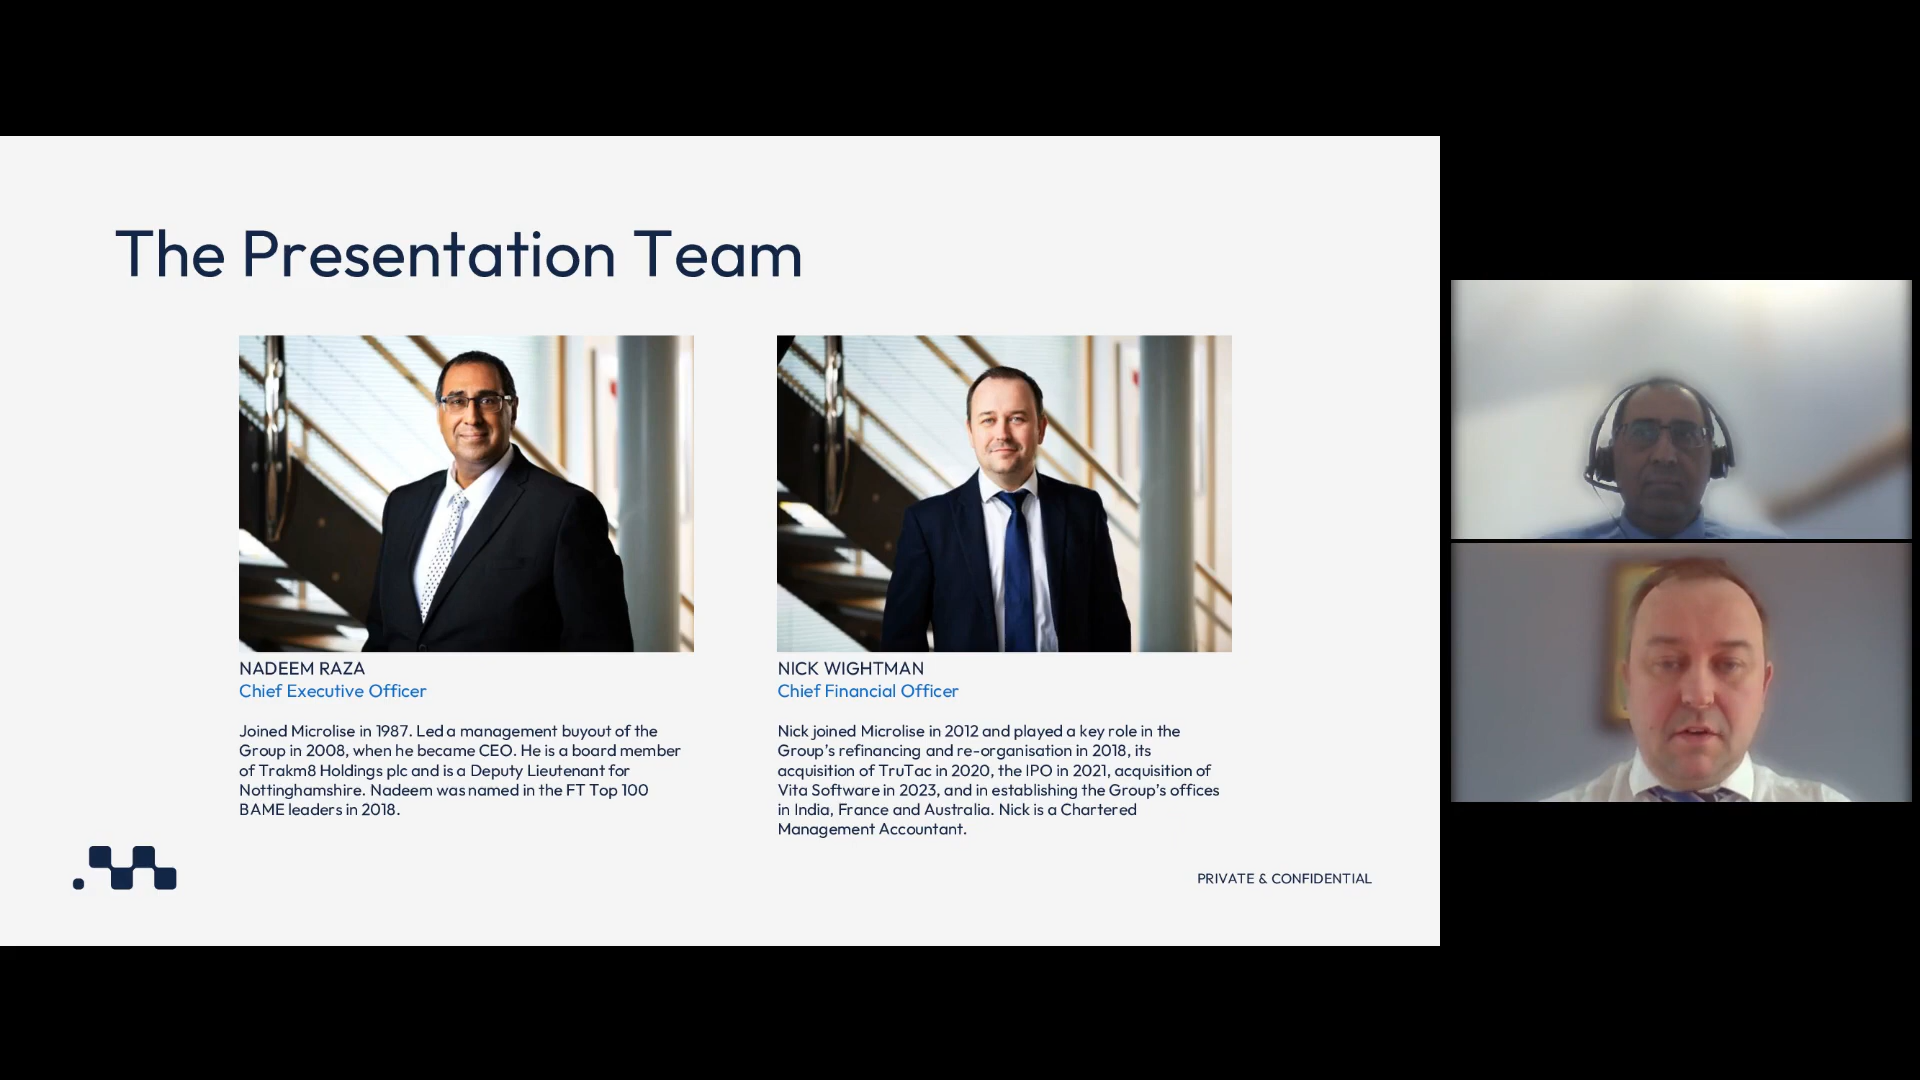 The Presentation Team
NADEEM RAZA
Chief Executive Officer
Joined Microlise in 1987. Led a management buyout of the
Group in 2008, when he became CEO. He is a board member
of Trakm8 Holdings plc and is a Deputy Lieutenant for
Nottinghamshire. Nadeem was named in the FT Top 100
BAME leaders in 2018.
NICK WIGHTMAN
Chief Financial Officer
Nick joined Microlise in 2012 and played a key role in the
Group's refinancing and re-organisation in 2018, its
acquisition of TruTac in 2020, the IPO in 2021, acquisition of
Vita Software in 2023, and in establishing the Group's offices
in India, France and Australia. Nick is a Chartered
Management Accountant.
PRIVATE & CONFIDENTIAL